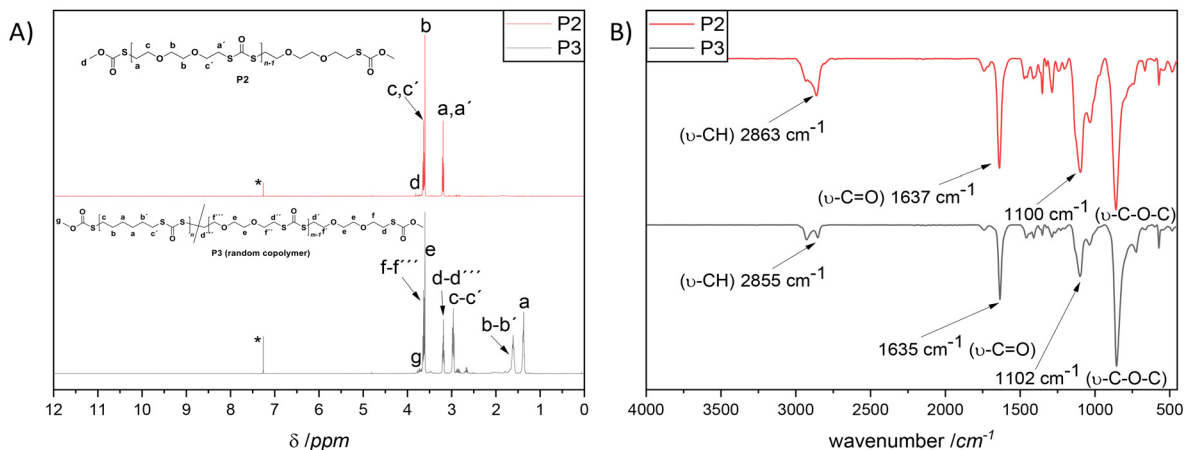 A)
P2
P3
b
c,c´
a,a´
d
*
O
d
O
S
a
c
O
b
b
O
c´
a´
S
O
S
n-1
O
O
S
O
O
P2
g
O
O
S
c
b
a
a
b´
c´
S
O
S
n
d´´´
f´´´
O
e
e
O
f´´
d´´
S
O
S
m-1
d´
f´
O
e
e
O
f
d
S
O
O
P3 (random copolymer)
e
f-f´´´
d-d´´´
c-c´
b-b´
a
g
*
12 11 10 9 8 7 6 5 4 3 2 1 0
δ /ppm
B)
P2
P3
(υ-CH) 2863 cm-1
(υ-C=O) 1637 cm-1
1100 cm-1 (υ-C-O-C)
(υ-CH) 2855 cm-1
1635 cm-1 (υ-C=O)
1102 cm-1 (υ-C-O-C)
4000 3500 3000 2500 2000 1500 1000 500
wavenumber /cm-1